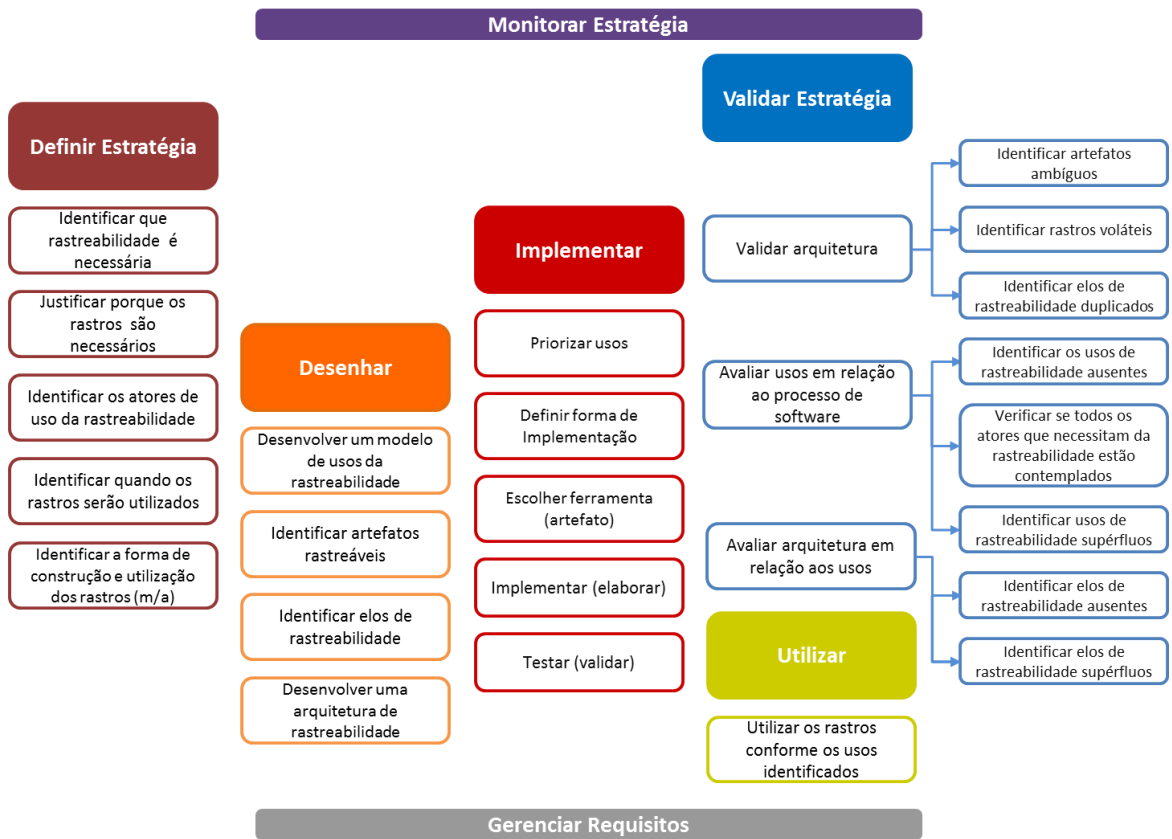 Monitorar Estratégia
Definir Estratégia
Identificar que
rastreabilidade é
necessária
Justificar porque os
rastros são
necessários
Identificar os atores de
uso da rastreabilidade
Identificar quando os
rastros serão utilizados
Identificar a forma de
construção e utilização
dos rastros (m/a)
Desenhar
Desenvolver um modelo
de usos da
rastreabilidade
Identificar artefatos
rastreáveis
Identificar elos de
rastreabilidade
Desenvolver uma
arquitetura de
rastreabilidade
Implementar
Priorizar usos
Definir forma de
Implementação
Escolher ferramenta
(artefato)
Implementar (elaborar)
Testar (validar)
Validar Estratégia
Validar arquitetura
Identificar artefatos
ambíguos
Identificar rastros voláteis
Identificar elos de
rastreabilidade duplicados
Avaliar usos em relação
ao processo de
software
Identificar os usos de
rastreabilidade ausentes
Verificar se todos os
atores que necessitam da
rastreabilidade estão
contemplados
Identificar usos de
rastreabilidade supérfluos
Avaliar arquitetura em
relação aos usos
Identificar elos de
rastreabilidade ausentes
Identificar elos de
rastreabilidade supérfluos
Utilizar
Utilizar os rastros
conforme os usos
identificados
Gerenciar Requisitos